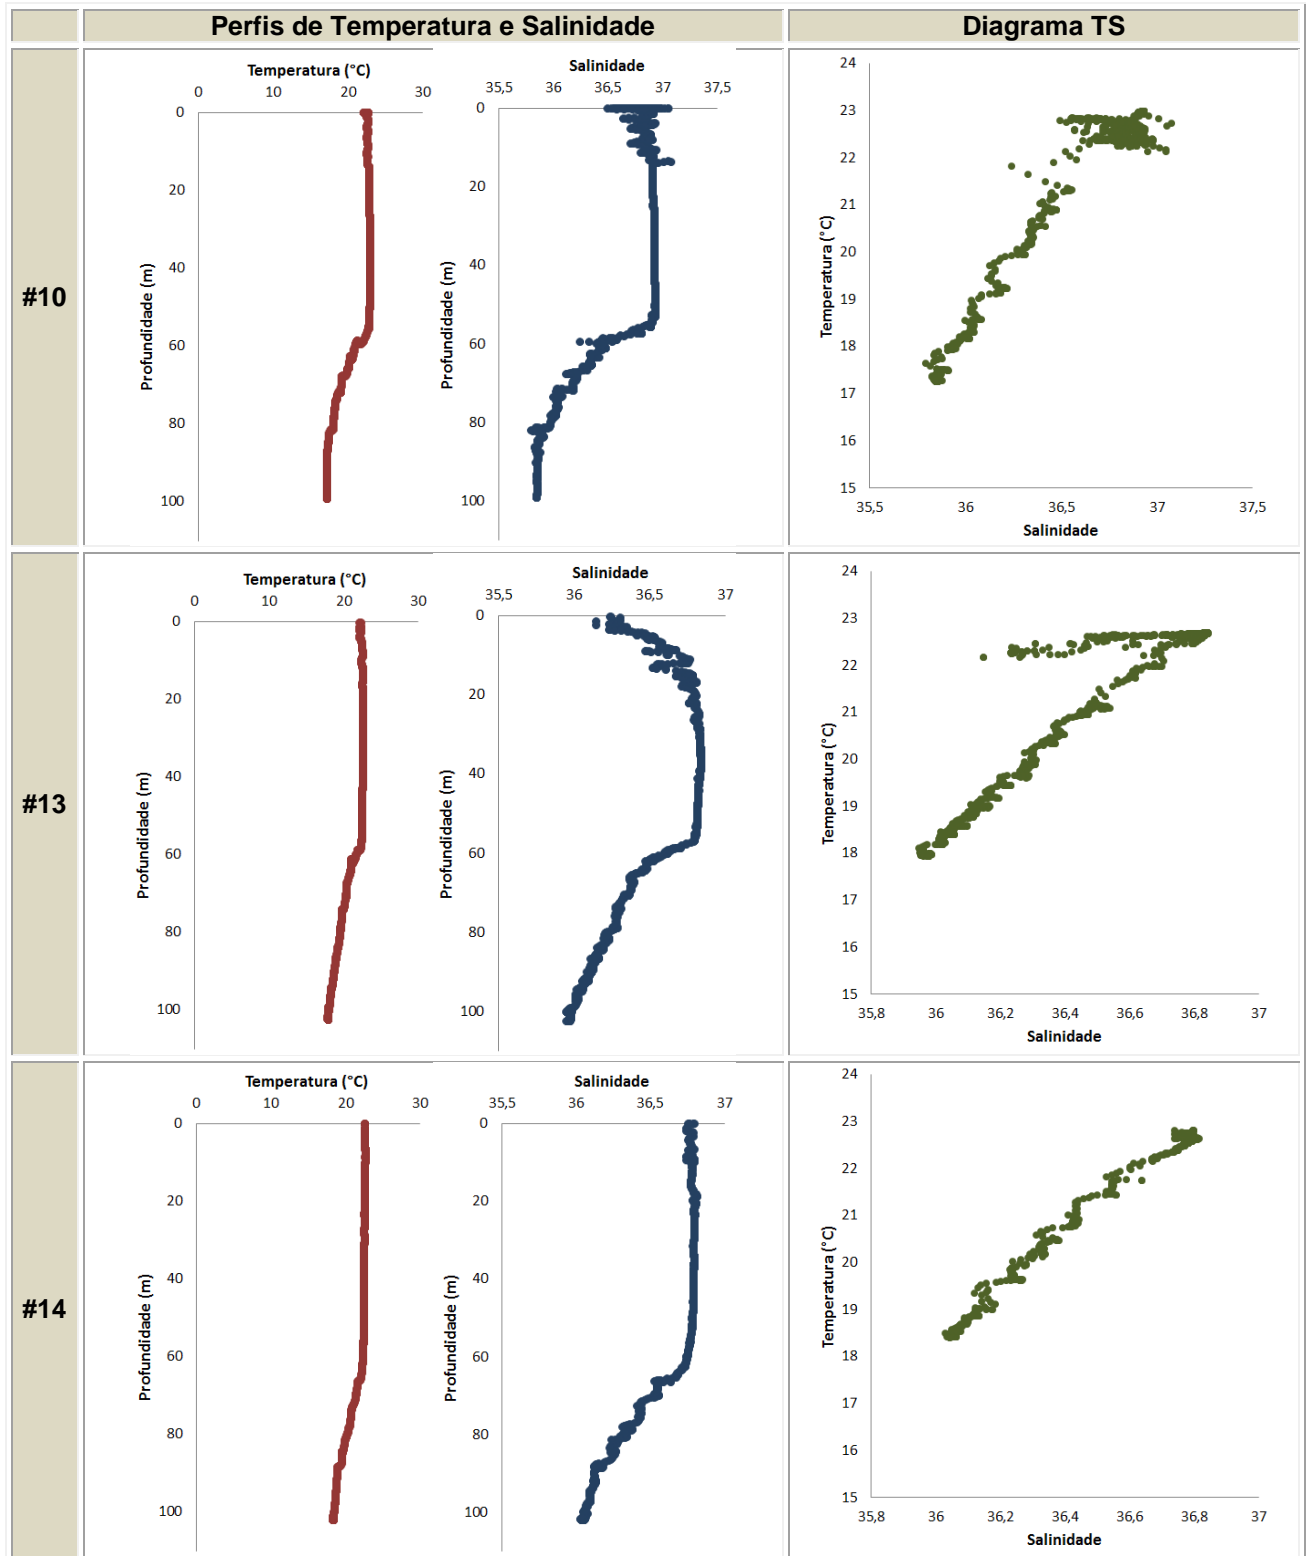 Perfis de Temperatura e Salinidade
Diagrama TS
#10
Temperatura (°C)
0 10 20 30
Profundidade (m)
0
20
40
60
80
100
Salinidade
35,5 36 36,5 37 37,5
Profundidade (m)
0
20
40
60
80
100
Temperatura (°C)
24
23
22
21
20
19
18
17
16
15
35,5 36 36,5 37 37,5
Salinidade
#13
Temperatura (°C)
0 10 20 30
Profundidade (m)
0
20
40
60
80
100
Salinidade
35,5 36 36,5 37
Profundidade (m)
0
20
40
60
80
100
Temperatura (°C)
24
23
22
21
20
19
18
17
16
15
35,8 36 36,2 36,4 36,6 36,8 37
Salinidade
#14
Temperatura (°C)
0 10 20 30
Profundidade (m)
0
20
40
60
80
100
Salinidade
35,5 36 36,5 37
Profundidade (m)
0
20
40
60
80
100
Temperatura (°C)
24
23
22
21
20
19
18
17
16
15
35,8 36 36,2 36,4 36,6 36,8 37
Salinidade